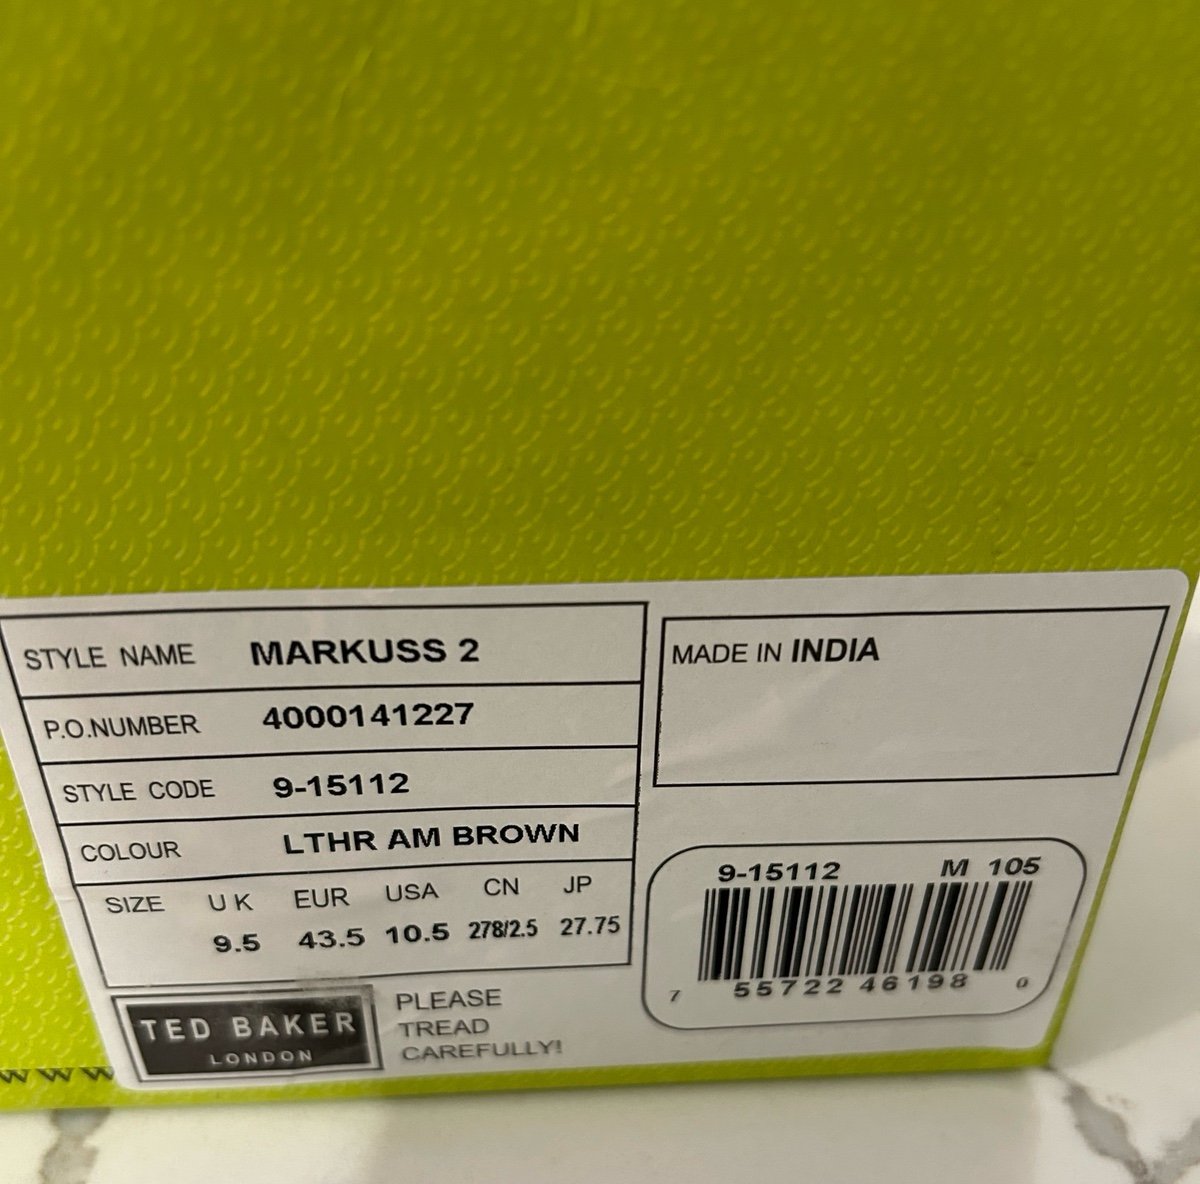 STYLE NAME MARKUSS 2
P.O.NUMBER 4000141227
STYLE CODE 9-15112
COLOUR LTHR AM BROWN
SIZE UK EUR USA CN JP
9.5 43.5 10.5 278/2.5 27.75
TED BAKER
LONDON
PLEASE
TREAD
CAREFULLY!
MADE IN INDIA
9-15112 M 105
7 55722 46198 0